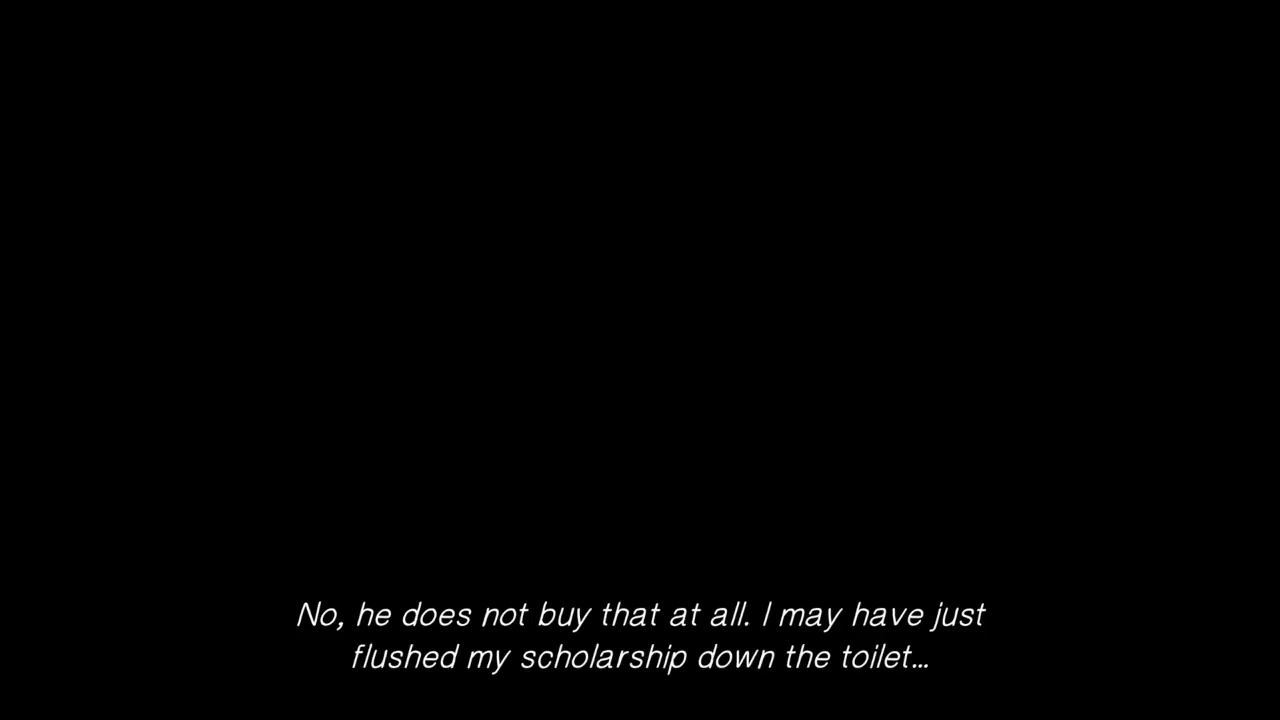 No, he does not buy that at all. I may have just
flushed my scholarship down the toilet...